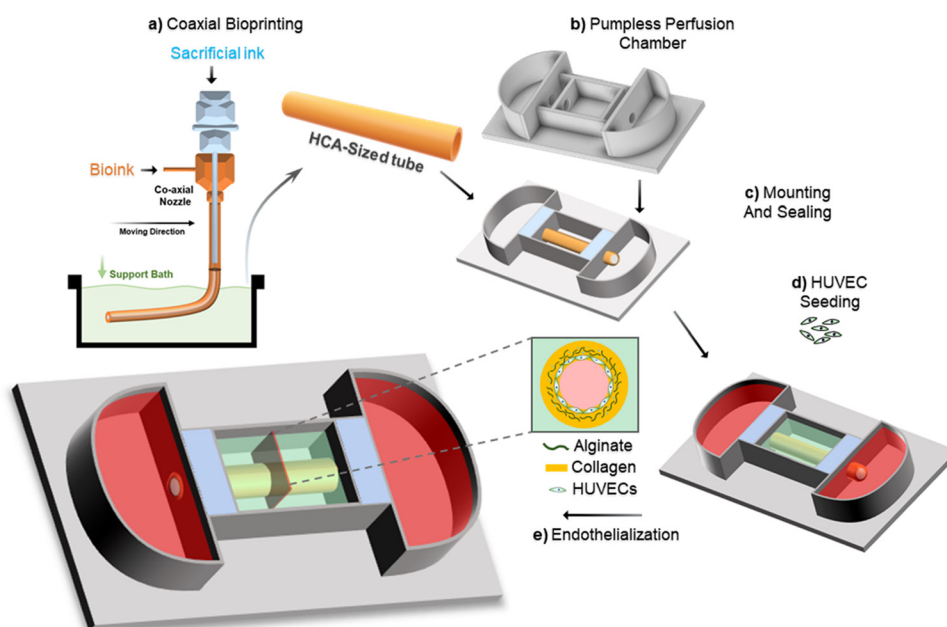 a) Coaxial Bioprinting
Sacrificial ink
Bioink
Co-axial
Nozzle
Moving Direction
Support Bath
HCA-Sized tube
b) Pumpless Perfusion
Chamber
c) Mounting
And Sealing
d) HUVEC
Seeding
Alginate
Collagen
HUVECs
e) Endothelialization